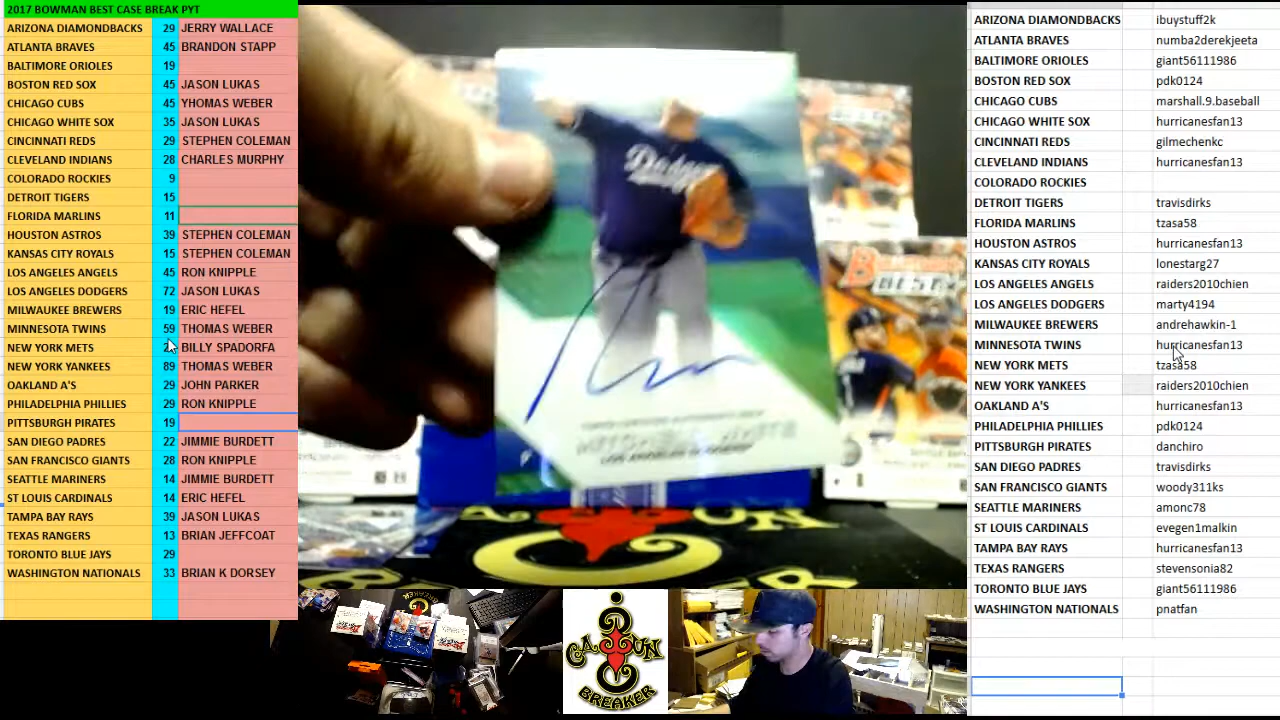 2017 BOWMAN BEST CASE BREAK PYT
ARIZONA DIAMONDBACKS 29 JERRY WALLACE
ATLANTA BRAVES 45 BRANDON STAPP
BALTIMORE ORIOLES 19
BOSTON RED SOX 45 JASON LUKAS
CHICAGO CUBS 45 YHOMAS WEBER
CHICAGO WHITE SOX 35 JASON LUKAS
CINCINNATI REDS 29 STEPHEN COLEMAN
CLEVELAND INDIANS 28 CHARLES MURPHY
COLORADO ROCKIES 9
DETROIT TIGERS 15
FLORIDA MARLINS 11
HOUSTON ASTROS 39 STEPHEN COLEMAN
KANSAS CITY ROYALS 15 STEPHEN COLEMAN
LOS ANGELES ANGELS 45 RON KNIPPLE
LOS ANGELES DODGERS 72 JASON LUKAS
MILWAUKEE BREWERS 19 ERIC HEFEL
MINNESOTA TWINS 59 THOMAS WEBER
NEW YORK METS BILLY SPADORFA
NEW YORK YANKEES 89 THOMAS WEBER
OAKLAND A'S 29 JOHN PARKER
PHILADELPHIA PHILLIES 29 RON KNIPPLE
PITTSBURGH PIRATES 19
SAN DIEGO PADRES 22 JIMMIE BURDETT
SAN FRANCISCO GIANTS 28 RON KNIPPLE
SEATTLE MARINERS 14 JIMMIE BURDETT
ST LOUIS CARDINALS 14 ERIC HEFEL
TAMPA BAY RAYS 39 JASON LUKAS
TEXAS RANGERS 13 BRIAN JEFFCOAT
TORONTO BLUE JAYS 29
WASHINGTON NATIONALS 33 BRIAN K DORSEY
Dodgers
LOS ANGELES DODGERS
BEST
CAJUN
BREAKER
ARIZONA DIAMONDBACKS ibuystuff2k
ATLANTA BRAVES numba2derekjeeta
BALTIMORE ORIOLES giant56111986
BOSTON RED SOX pdk0124
CHICAGO CUBS marshall.9.baseball
CHICAGO WHITE SOX hurricanesfan13
CINCINNATI REDS gilmechenkc
CLEVELAND INDIANS hurricanesfan13
COLORADO ROCKIES
DETROIT TIGERS travisdirks
FLORIDA MARLINS tzasa58
HOUSTON ASTROS hurricanesfan13
KANSAS CITY ROYALS lonestarg27
LOS ANGELES ANGELS raiders2010chien
LOS ANGELES DODGERS marty4194
MILWAUKEE BREWERS andrehawkin-1
MINNESOTA TWINS hurricanesfan13
NEW YORK METS tzasa58
NEW YORK YANKEES raiders2010chien
OAKLAND A'S hurricanesfan13
PHILADELPHIA PHILLIES pdk0124
PITTSBURGH PIRATES danchiro
SAN DIEGO PADRES travisdirks
SAN FRANCISCO GIANTS woody311ks
SEATTLE MARINERS amonc78
ST LOUIS CARDINALS evegen1malkin
TAMPA BAY RAYS hurricanesfan13
TEXAS RANGERS stevensonia82
TORONTO BLUE JAYS giant56111986
WASHINGTON NATIONALS pnatfan